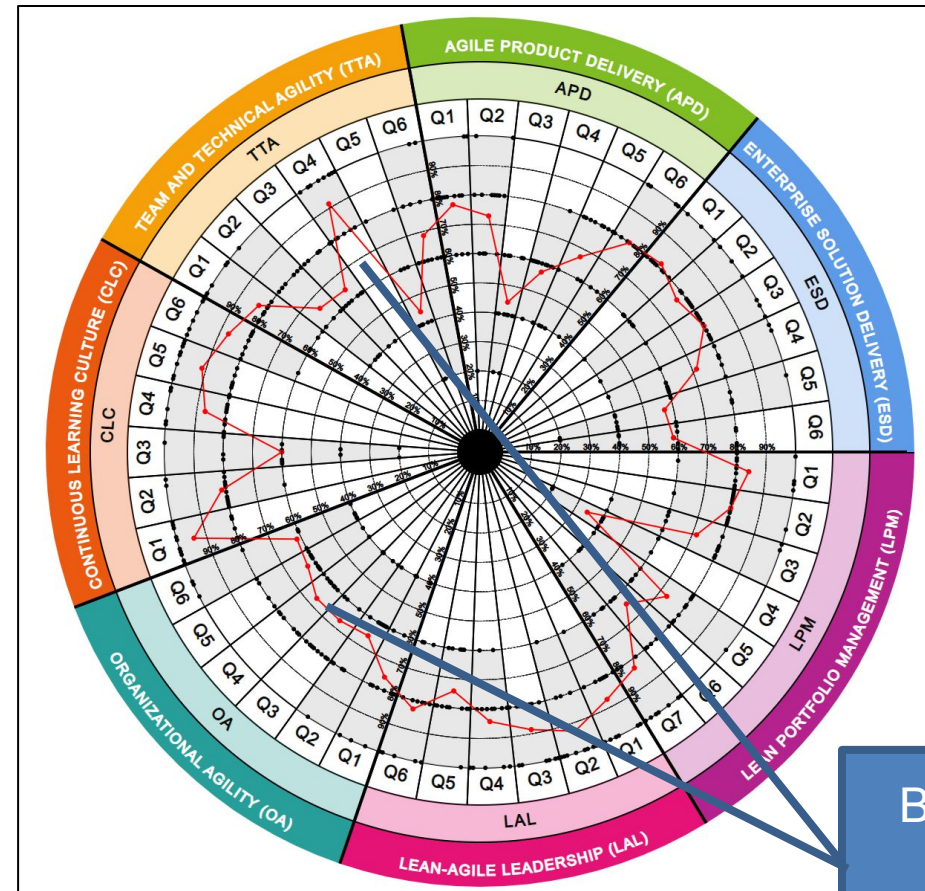 AGILE PRODUCT DELIVERY (APD)
APD
Q1 Q2 Q3 Q4 Q5 Q6
ENTERPRISE SOLUTION DELIVERY (ESD)
ESD
Q1 Q2 Q3 Q4 Q5 Q6
LEAN PORTFOLIO MANAGEMENT (LPM)
LPM
Q1 Q2 Q3 Q4 Q5 Q6 Q7
LEAN-AGILE LEADERSHIP (LAL)
LAL
Q1 Q2 Q3 Q4 Q5 Q6
ORGANIZATIONAL AGILITY (OA)
OA
Q1 Q2 Q3 Q4 Q5 Q6
CONTINUOUS LEARNING CULTURE (CLC)
CLC
Q1 Q2 Q3 Q4 Q5 Q6
TEAM AND TECHNICAL AGILITY (TTA)
TTA
Q1 Q2 Q3 Q4 Q5 Q6
10% 20% 30% 40% 50% 60% 70% 80% 90%
B